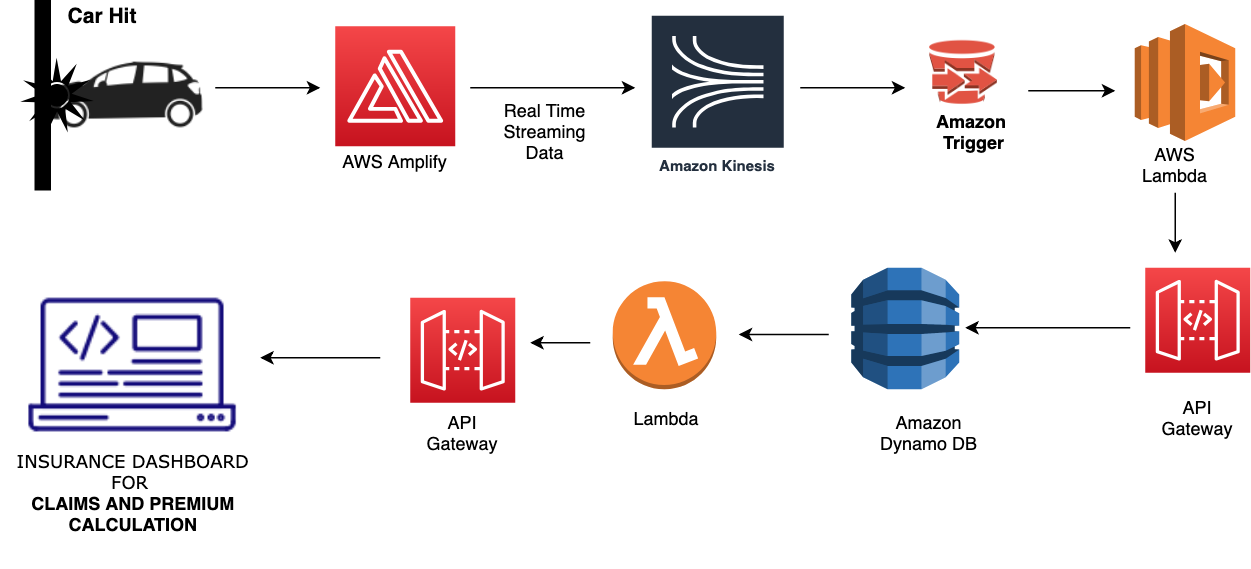 Car Hit
AWS Amplify
Real Time
Streaming
Data
Amazon Kinesis
Amazon
Trigger
AWS
Lambda
</>
INSURANCE DASHBOARD
FOR
CLAIMS AND PREMIUM
CALCULATION
</>
API
Gateway
λ
Lambda
Amazon
Dynamo DB
</>
API
Gateway